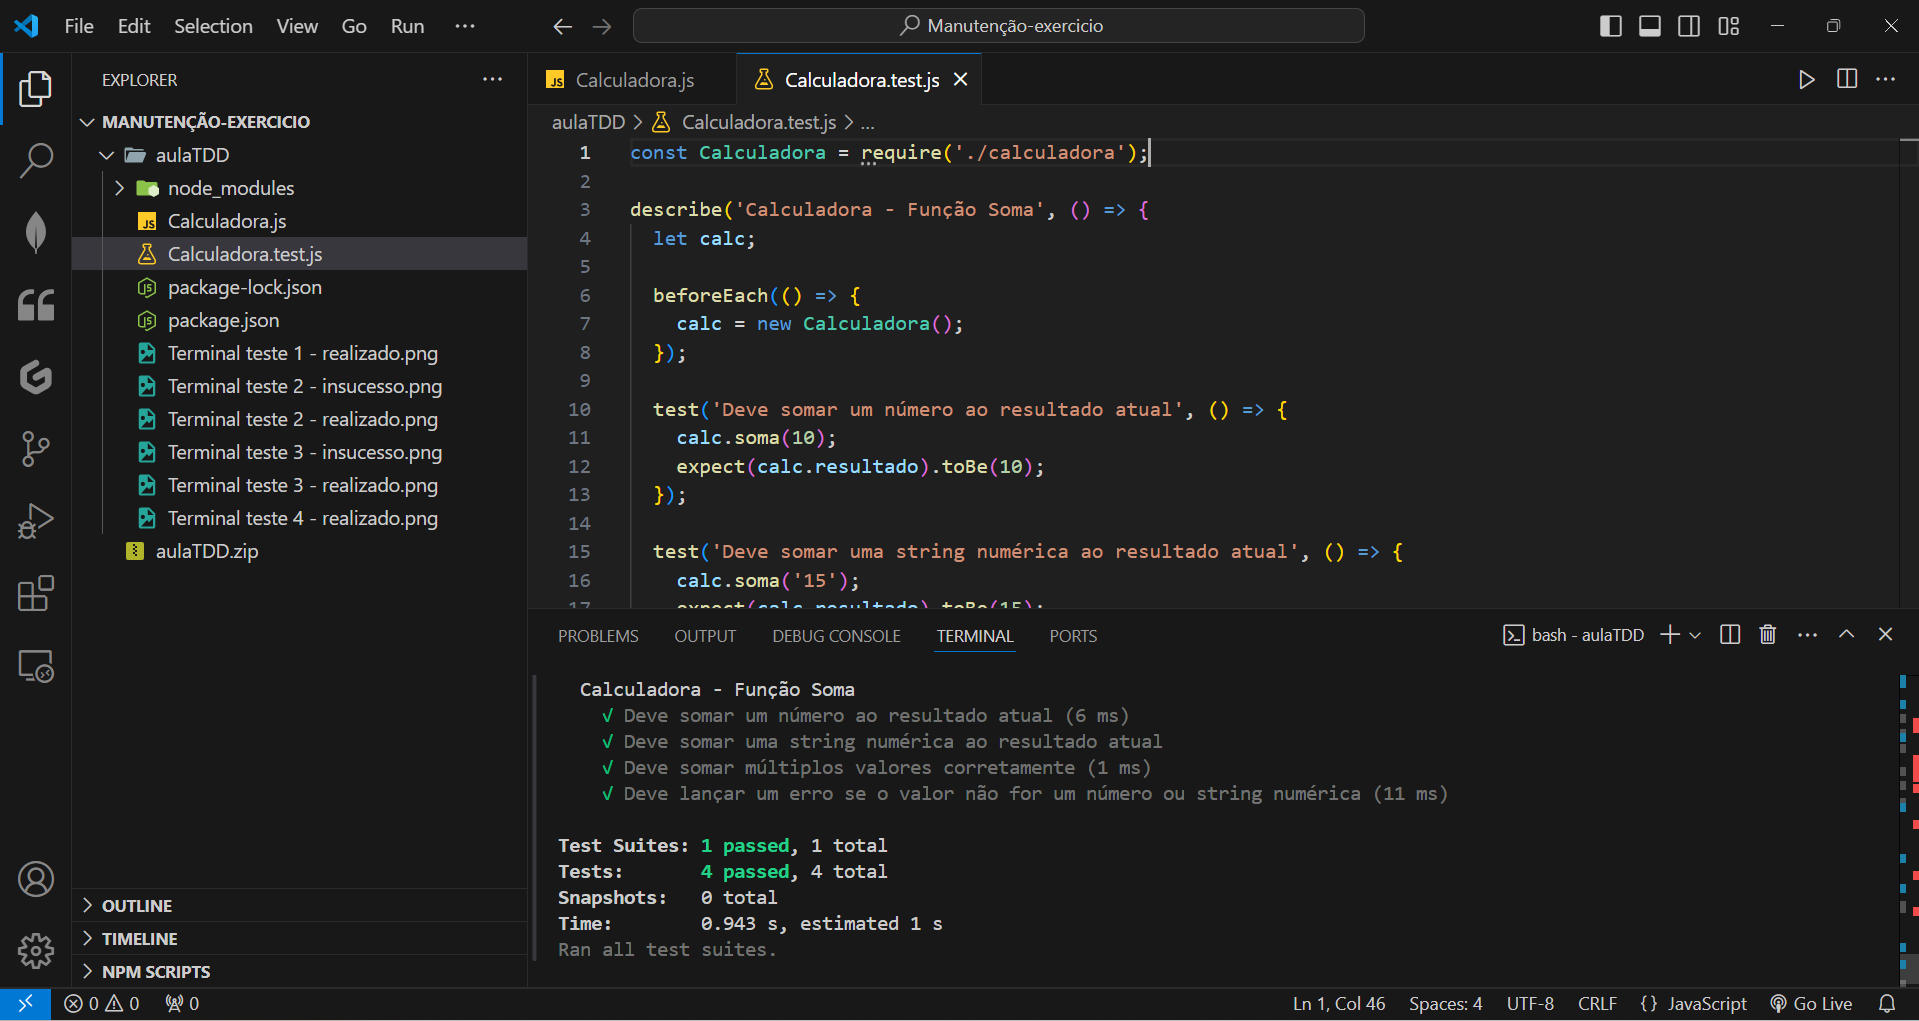 File Edit Selection View Go Run ...
Manutenção-exercicio
EXPLORER
MANUTENÇÃO-EXERCICIO
aulaTDD
node_modules
JS Calculadora.js
Calculadora.test.js
package-lock.json
package.json
Terminal teste 1 - realizado.png
Terminal teste 2 - insucesso.png
Terminal teste 2 - realizado.png
Terminal teste 3 - insucesso.png
Terminal teste 3 - realizado.png
Terminal teste 4 - realizado.png
aulaTDD.zip
OUTLINE
TIMELINE
NPM SCRIPTS
JS Calculadora.js
Calculadora.test.js
aulaTDD > Calculadora.test.js > ...
1 const Calculadora = require('./calculadora');
2
3 describe('Calculadora - Função Soma', () => {
4 let calc;
5
6 beforeEach(() => {
7 calc = new Calculadora();
8 });
9
10 test('Deve somar um número ao resultado atual', () => {
11 calc.soma(10);
12 expect(calc.resultado).toBe(10);
13 });
14
15 test('Deve somar uma string numérica ao resultado atual', () => {
16 calc.soma('15');
17 expect(calc.resultado).toBe(15);
PROBLEMS OUTPUT DEBUG CONSOLE TERMINAL PORTS
bash - aulaTDD
Calculadora - Função Soma
√ Deve somar um número ao resultado atual (6 ms)
√ Deve somar uma string numérica ao resultado atual
√ Deve somar múltiplos valores corretamente (1 ms)
√ Deve lançar um erro se o valor não for um número ou string numérica (11 ms)
Test Suites: 1 passed, 1 total
Tests: 4 passed, 4 total
Snapshots: 0 total
Time: 0.943 s, estimated 1 s
Ran all test suites.
0 0 0
Ln 1, Col 46 Spaces: 4 UTF-8 CRLF {} JavaScript Go Live